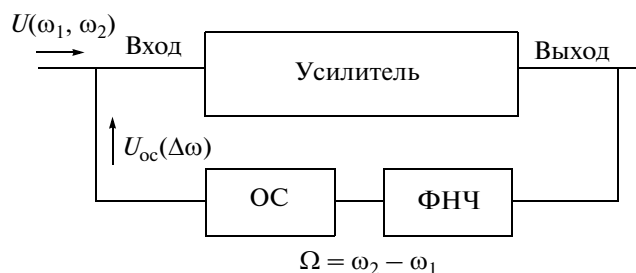 U(ω₁, ω₂)
Вход
Усилитель
Выход
Uос(Δω)
ОС
ФНЧ
Ω = ω₂ − ω₁